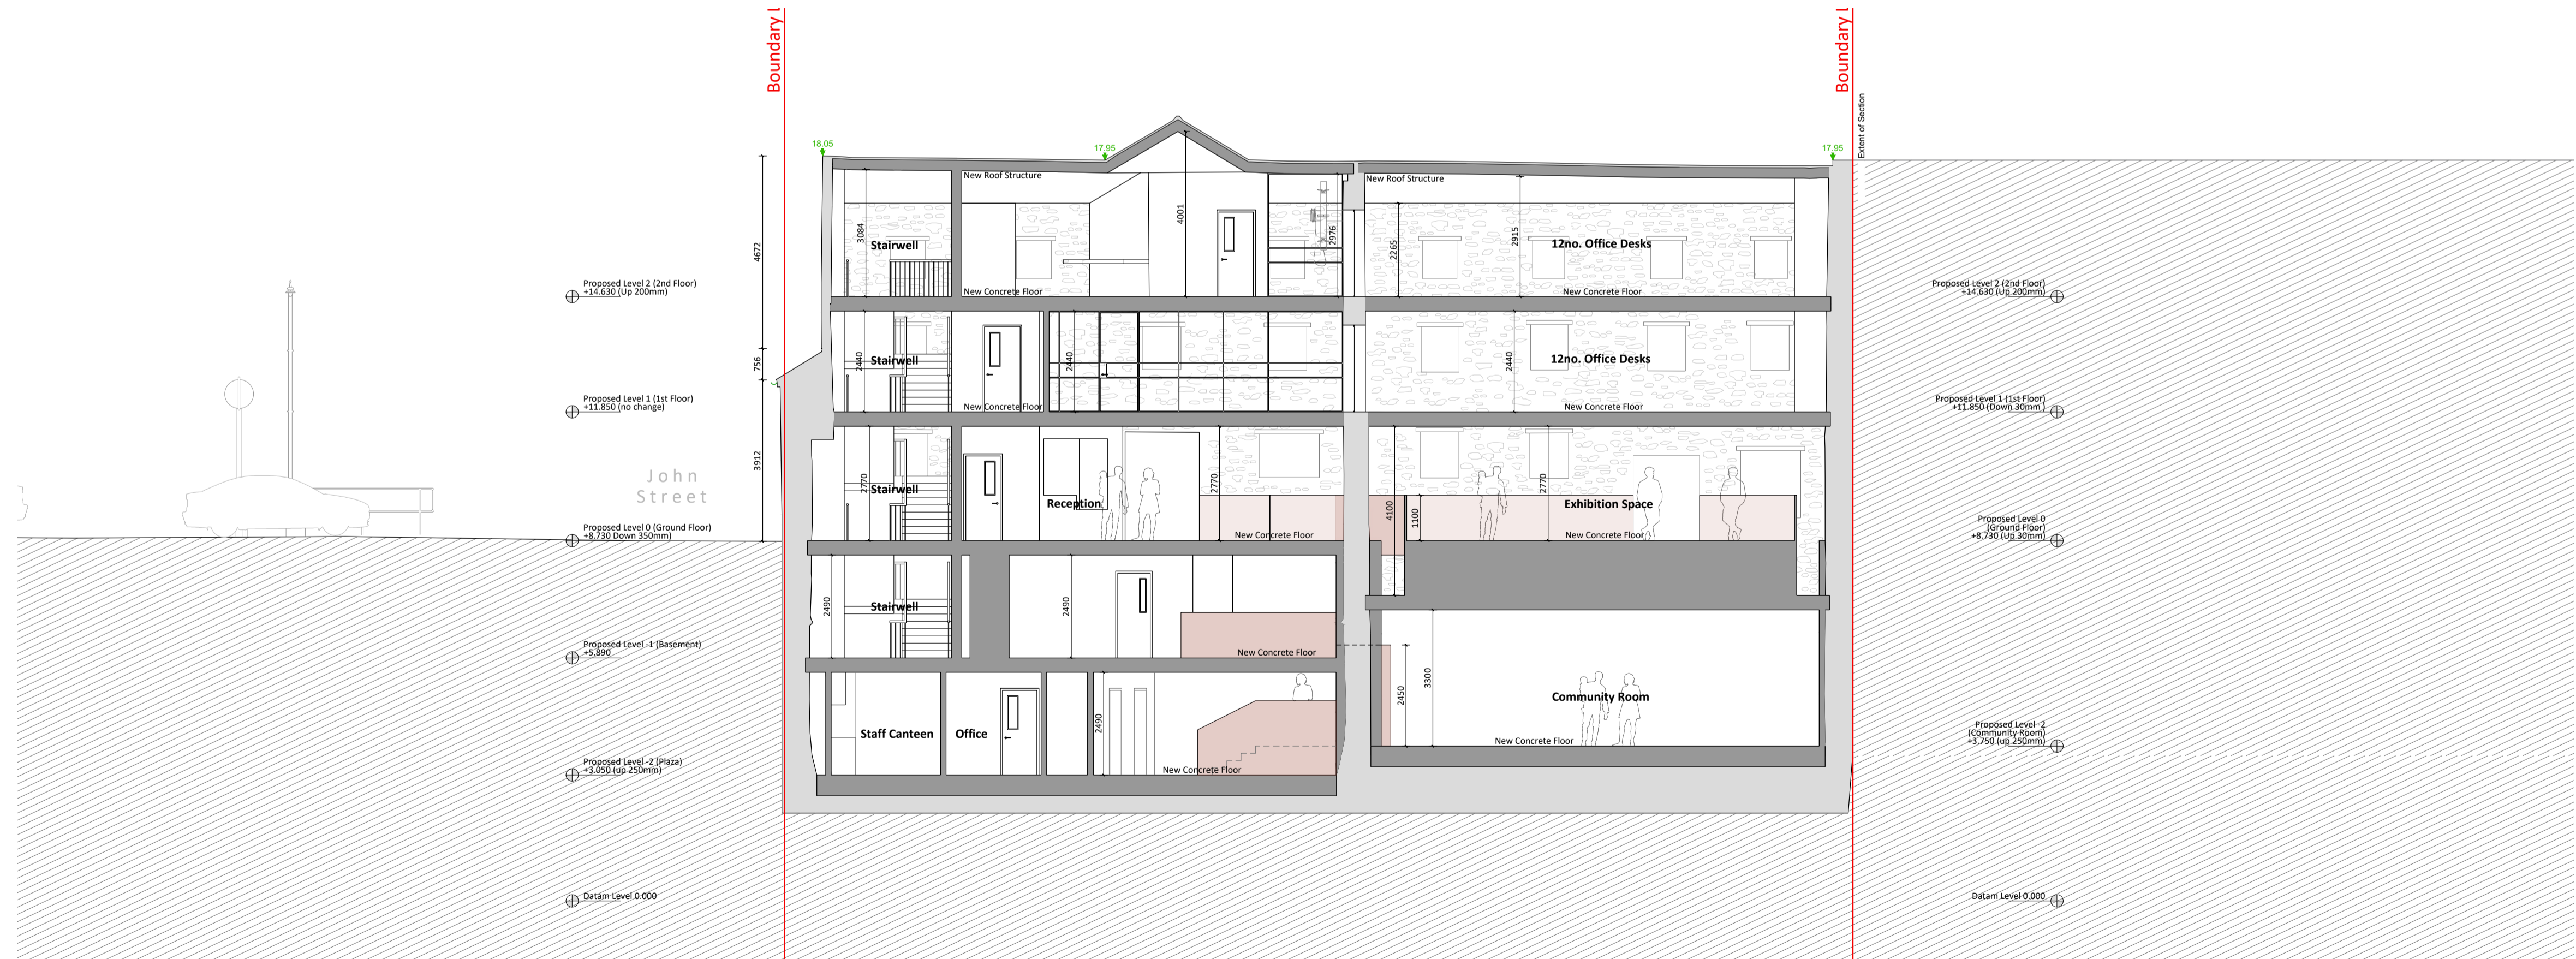 Boundary l
Boundary l
Extent of Section
18.05
17.95
17.95
New Roof Structure
New Roof Structure
4672
3084
4001
2976
2265
2915
Stairwell
12no. Office Desks
Proposed Level 2 (2nd Floor)
+14.630 (Up 200mm)
New Concrete Floor
New Concrete Floor
Proposed Level 2 (2nd Floor)
+14.630 (Up 200mm)
756
2440
2440
2440
Stairwell
12no. Office Desks
Proposed Level 1 (1st Floor)
+11.850 (no change)
New Concrete Floor
New Concrete Floor
Proposed Level 1 (1st Floor)
+11.850 (Down 30mm )
3912
John
Street
2770
Stairwell
Reception
2770
4100
1100
2770
Exhibition Space
Proposed Level 0 (Ground Floor)
+8.730 Down 350mm)
New Concrete Floor
New Concrete Floor
Proposed Level 0
(Ground Floor)
+8.730 (Up 30mm)
2490
Stairwell
2490
Proposed Level -1 (Basement)
+5.890
New Concrete Floor
2450
3300
Community Room
Staff Canteen
Office
2490
New Concrete Floor
Proposed Level -2
(Community Room)
+3.750 (up 250mm)
Proposed Level -2 (Plaza)
+3.050 (up 250mm)
New Concrete Floor
Datam Level 0.000
Datam Level 0.000